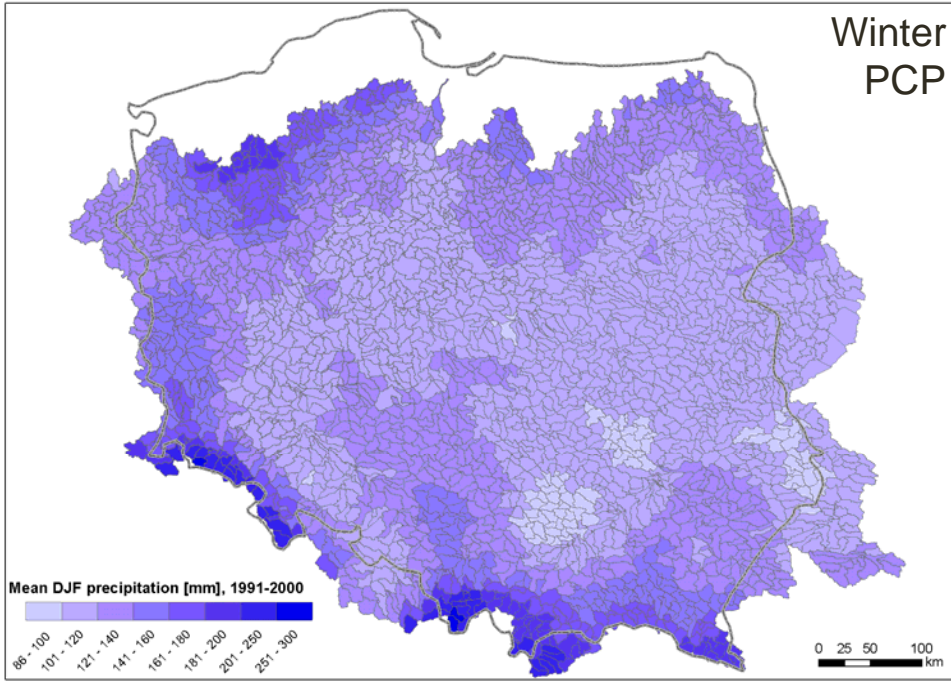 Winter
PCP
Mean DJF precipitation [mm], 1991-2000
86 - 100
101 - 120
121 - 140
141 - 160
161 - 180
181 - 200
201 - 250
251 - 300
0 25 50 100
km